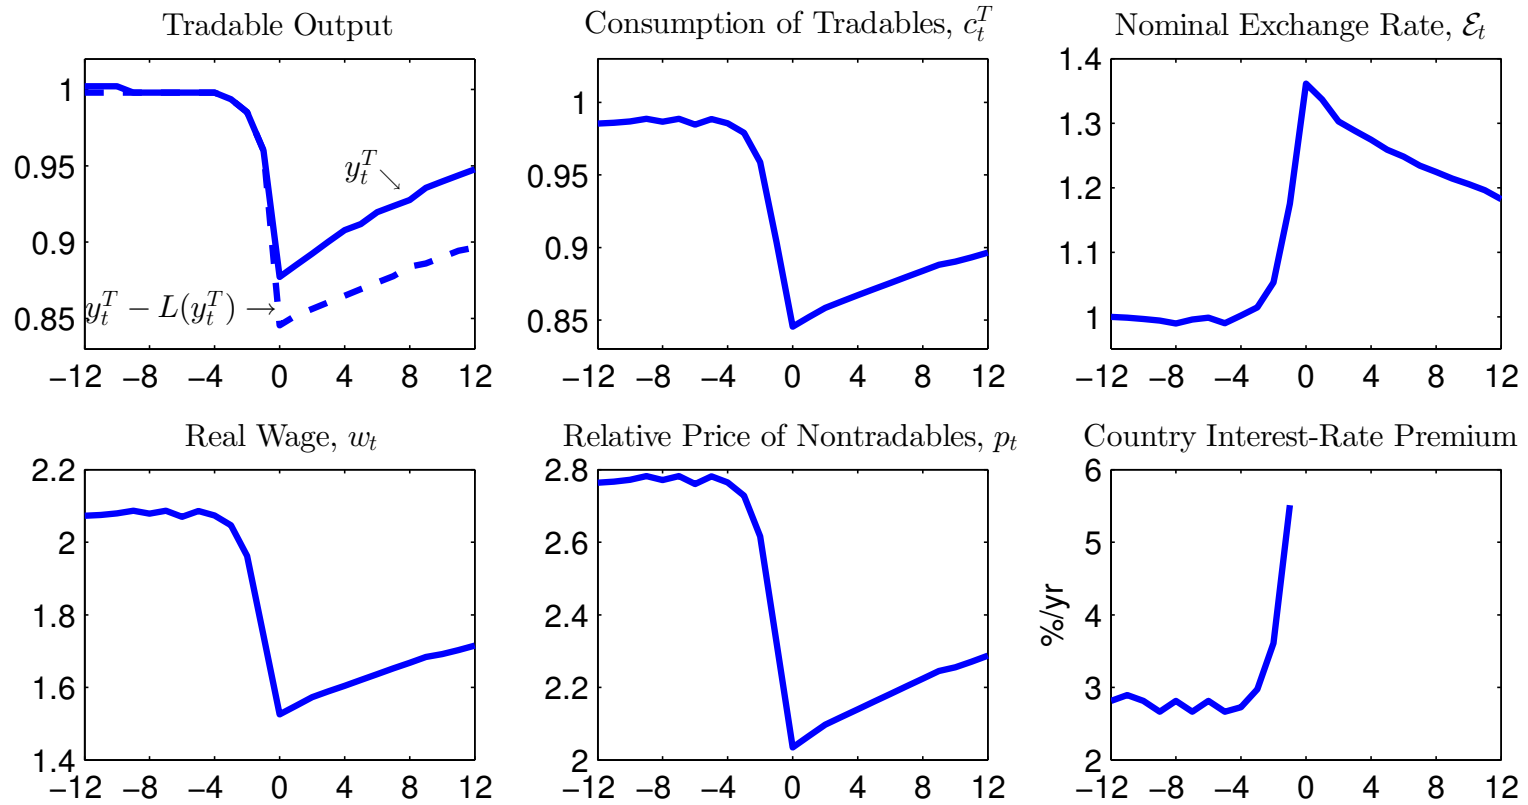 Tradable Output
1
0.95
0.9
0.85
y_t^T ↘
y_t^T − L(y_t^T) →
−12 −8 −4 0 4 8 12
Consumption of Tradables, c_t^T
1
0.95
0.9
0.85
−12 −8 −4 0 4 8 12
Nominal Exchange Rate, ℰ_t
1.4
1.3
1.2
1.1
1
−12 −8 −4 0 4 8 12
Real Wage, w_t
2.2
2
1.8
1.6
1.4
−12 −8 −4 0 4 8 12
Relative Price of Nontradables, p_t
2.8
2.6
2.4
2.2
2
−12 −8 −4 0 4 8 12
Country Interest-Rate Premium
%/yr
6
5
4
3
2
−12 −8 −4 0 4 8 12